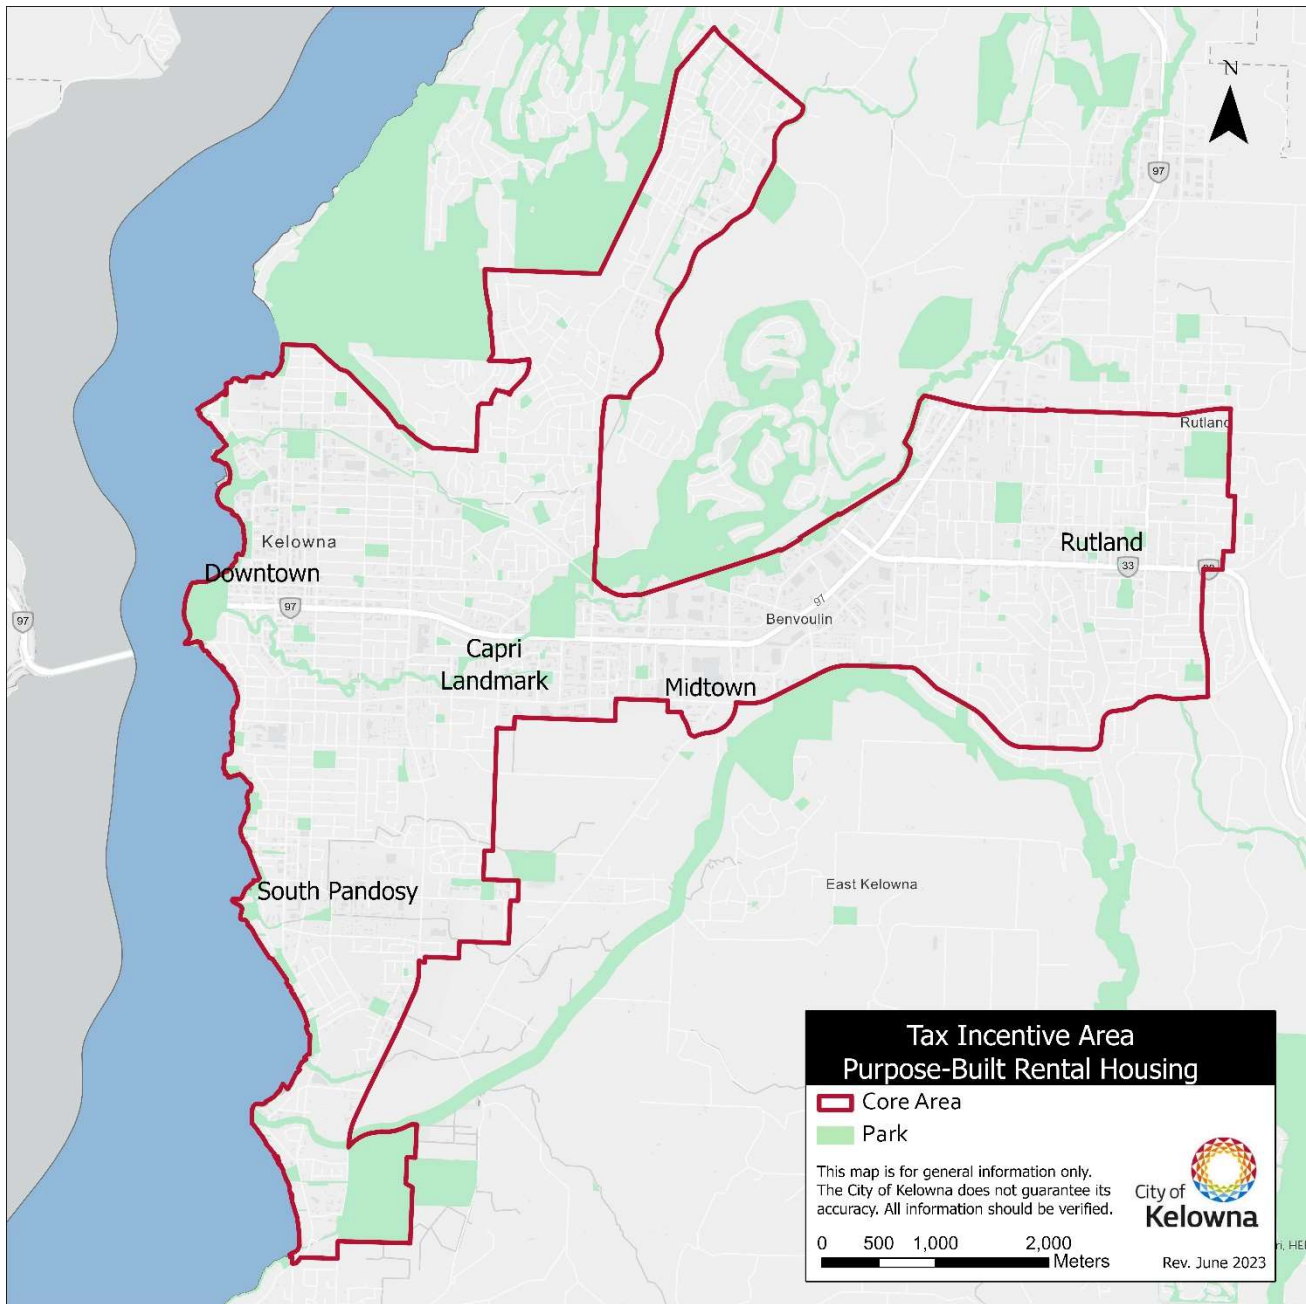 N
97
Rutland
Kelowna
Downtown
Rutland
33
97
97
97
Benvoulin
Capri
Landmark
Midtown
South Pandosy
East Kelowna
Tax Incentive Area
Purpose-Built Rental Housing
Core Area
Park
This map is for general information only.
The City of Kelowna does not guarantee its
accuracy. All information should be verified.
City of
Kelowna
0 500 1,000 2,000
Meters
Rev. June 2023